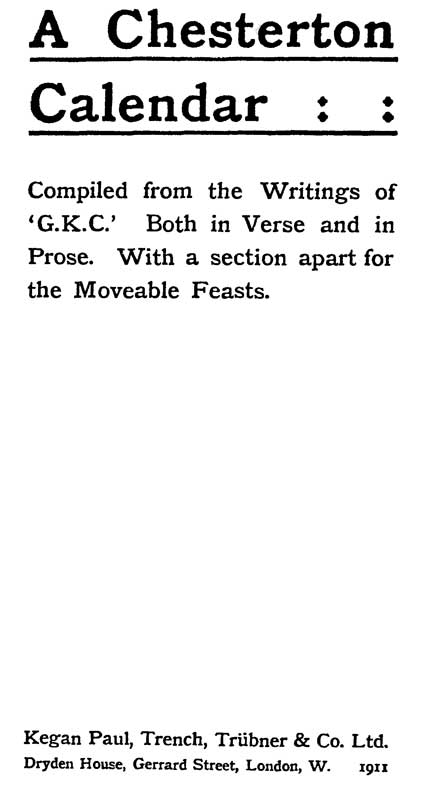 A Chesterton
Calendar : :
Compiled from the Writings of
‘G.K.C.’ Both in Verse and in
Prose. With a section apart for
the Moveable Feasts.
Kegan Paul, Trench, Trübner & Co. Ltd.
Dryden House, Gerrard Street, London, W. 1911